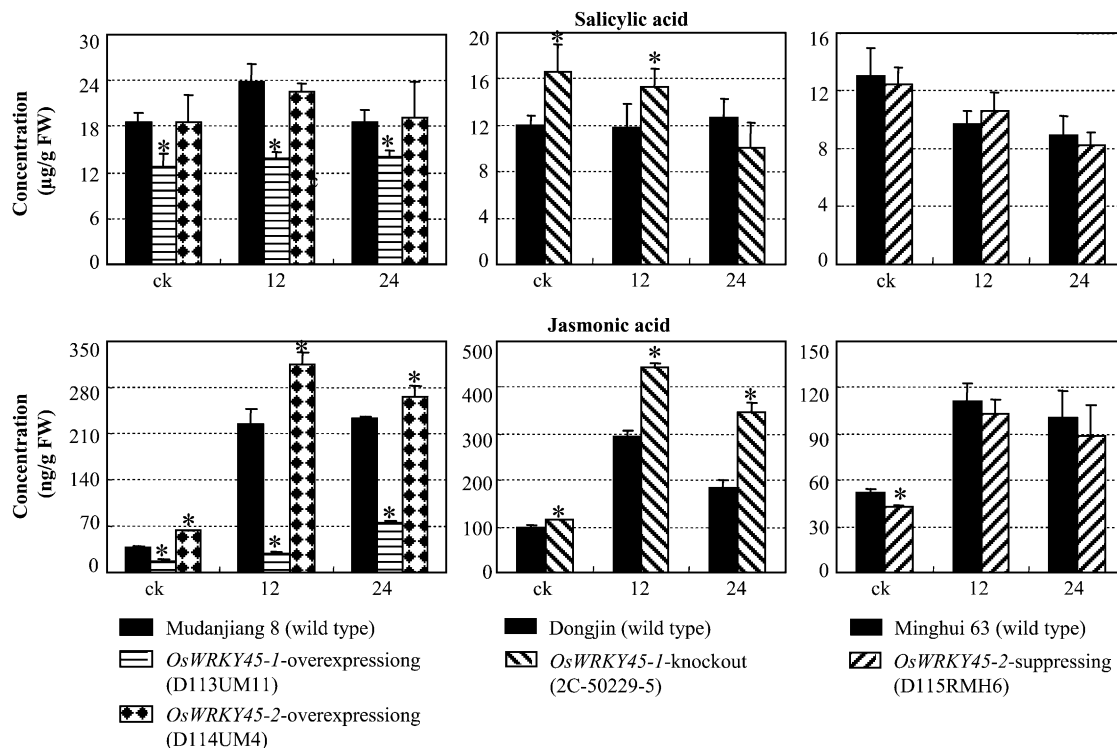 Salicylic acid
Concentration
(μg/g FW)
30
24
18
12
6
0
*
*
*
ck
12
24
20
16
12
8
4
0
*
*
ck
12
24
16
12
8
4
0
ck
12
24
Jasmonic acid
Concentration
(ng/g FW)
350
280
210
140
70
0
*
*
*
*
*
*
ck
12
24
500
400
300
200
100
0
*
*
*
ck
12
24
150
120
90
60
30
0
*
ck
12
24
Mudanjiang 8 (wild type)
OsWRKY45-1-overexpressiong
(D113UM11)
OsWRKY45-2-overexpressiong
(D114UM4)
Dongjin (wild type)
OsWRKY45-1-knockout
(2C-50229-5)
Minghui 63 (wild type)
OsWRKY45-2-suppressing
(D115RMH6)